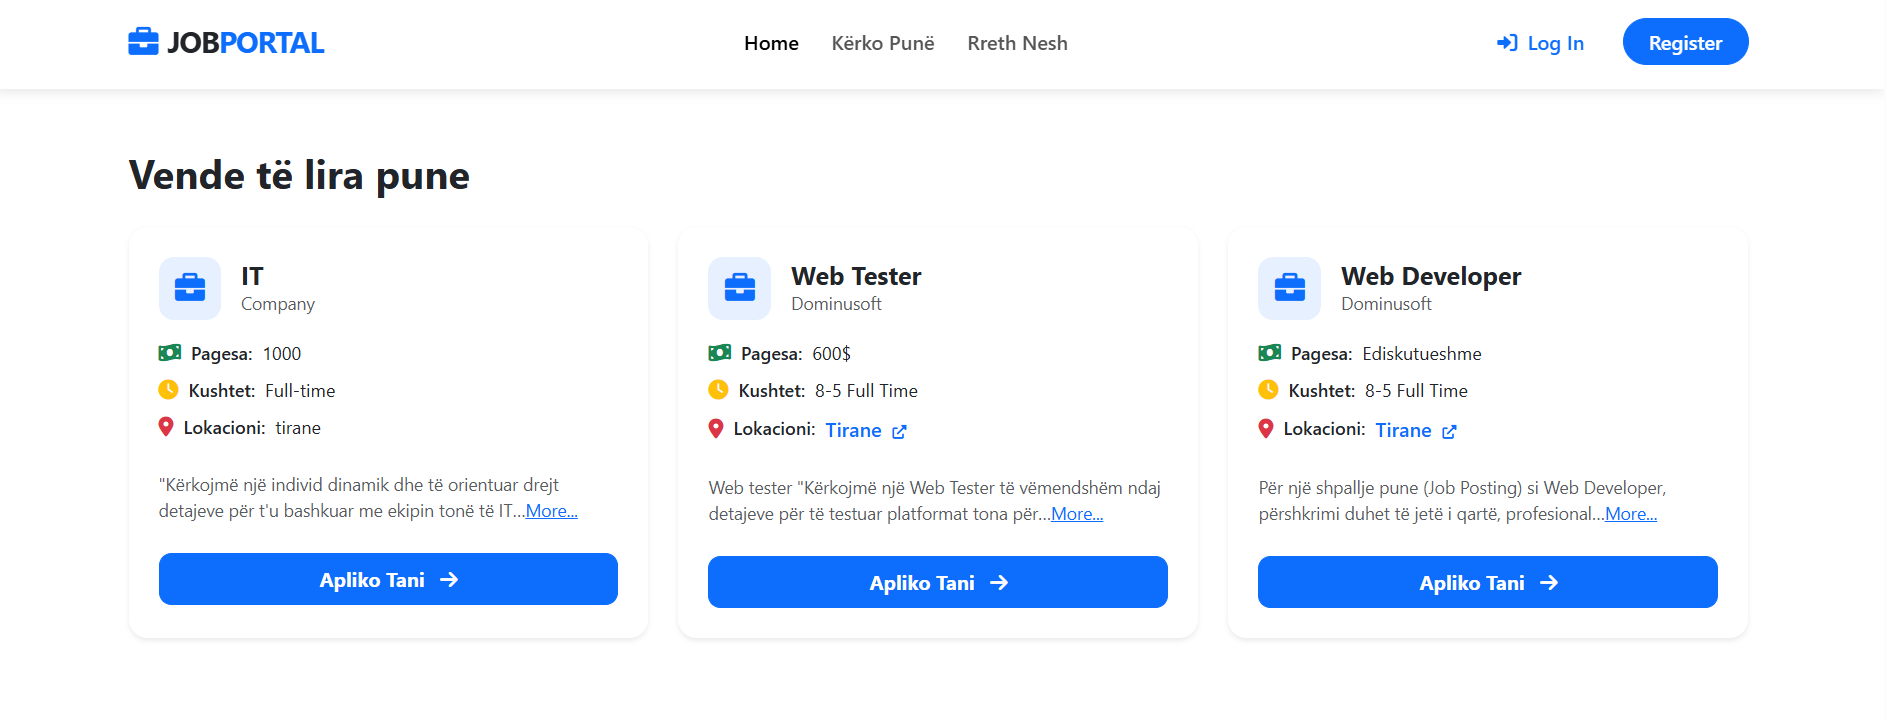 JOBPORTAL
Home Kërko Punë Rreth Nesh
Log In
Register
Vende të lira pune
IT
Company
Pagesa: 1000
Kushtet: Full-time
Lokacioni: tirane
"Kërkojmë një individ dinamik dhe të orientuar drejt
detajeve për t'u bashkuar me ekipin tonë të IT...More...
Apliko Tani
Web Tester
Dominusoft
Pagesa: 600$
Kushtet: 8-5 Full Time
Lokacioni: Tirane
Web tester "Kërkojmë një Web Tester të vëmendshëm ndaj
detajeve për të testuar platformat tona për...More...
Apliko Tani
Web Developer
Dominusoft
Pagesa: Ediskutueshme
Kushtet: 8-5 Full Time
Lokacioni: Tirane
Për një shpallje pune (Job Posting) si Web Developer,
përshkrimi duhet të jetë i qartë, profesional...More...
Apliko Tani